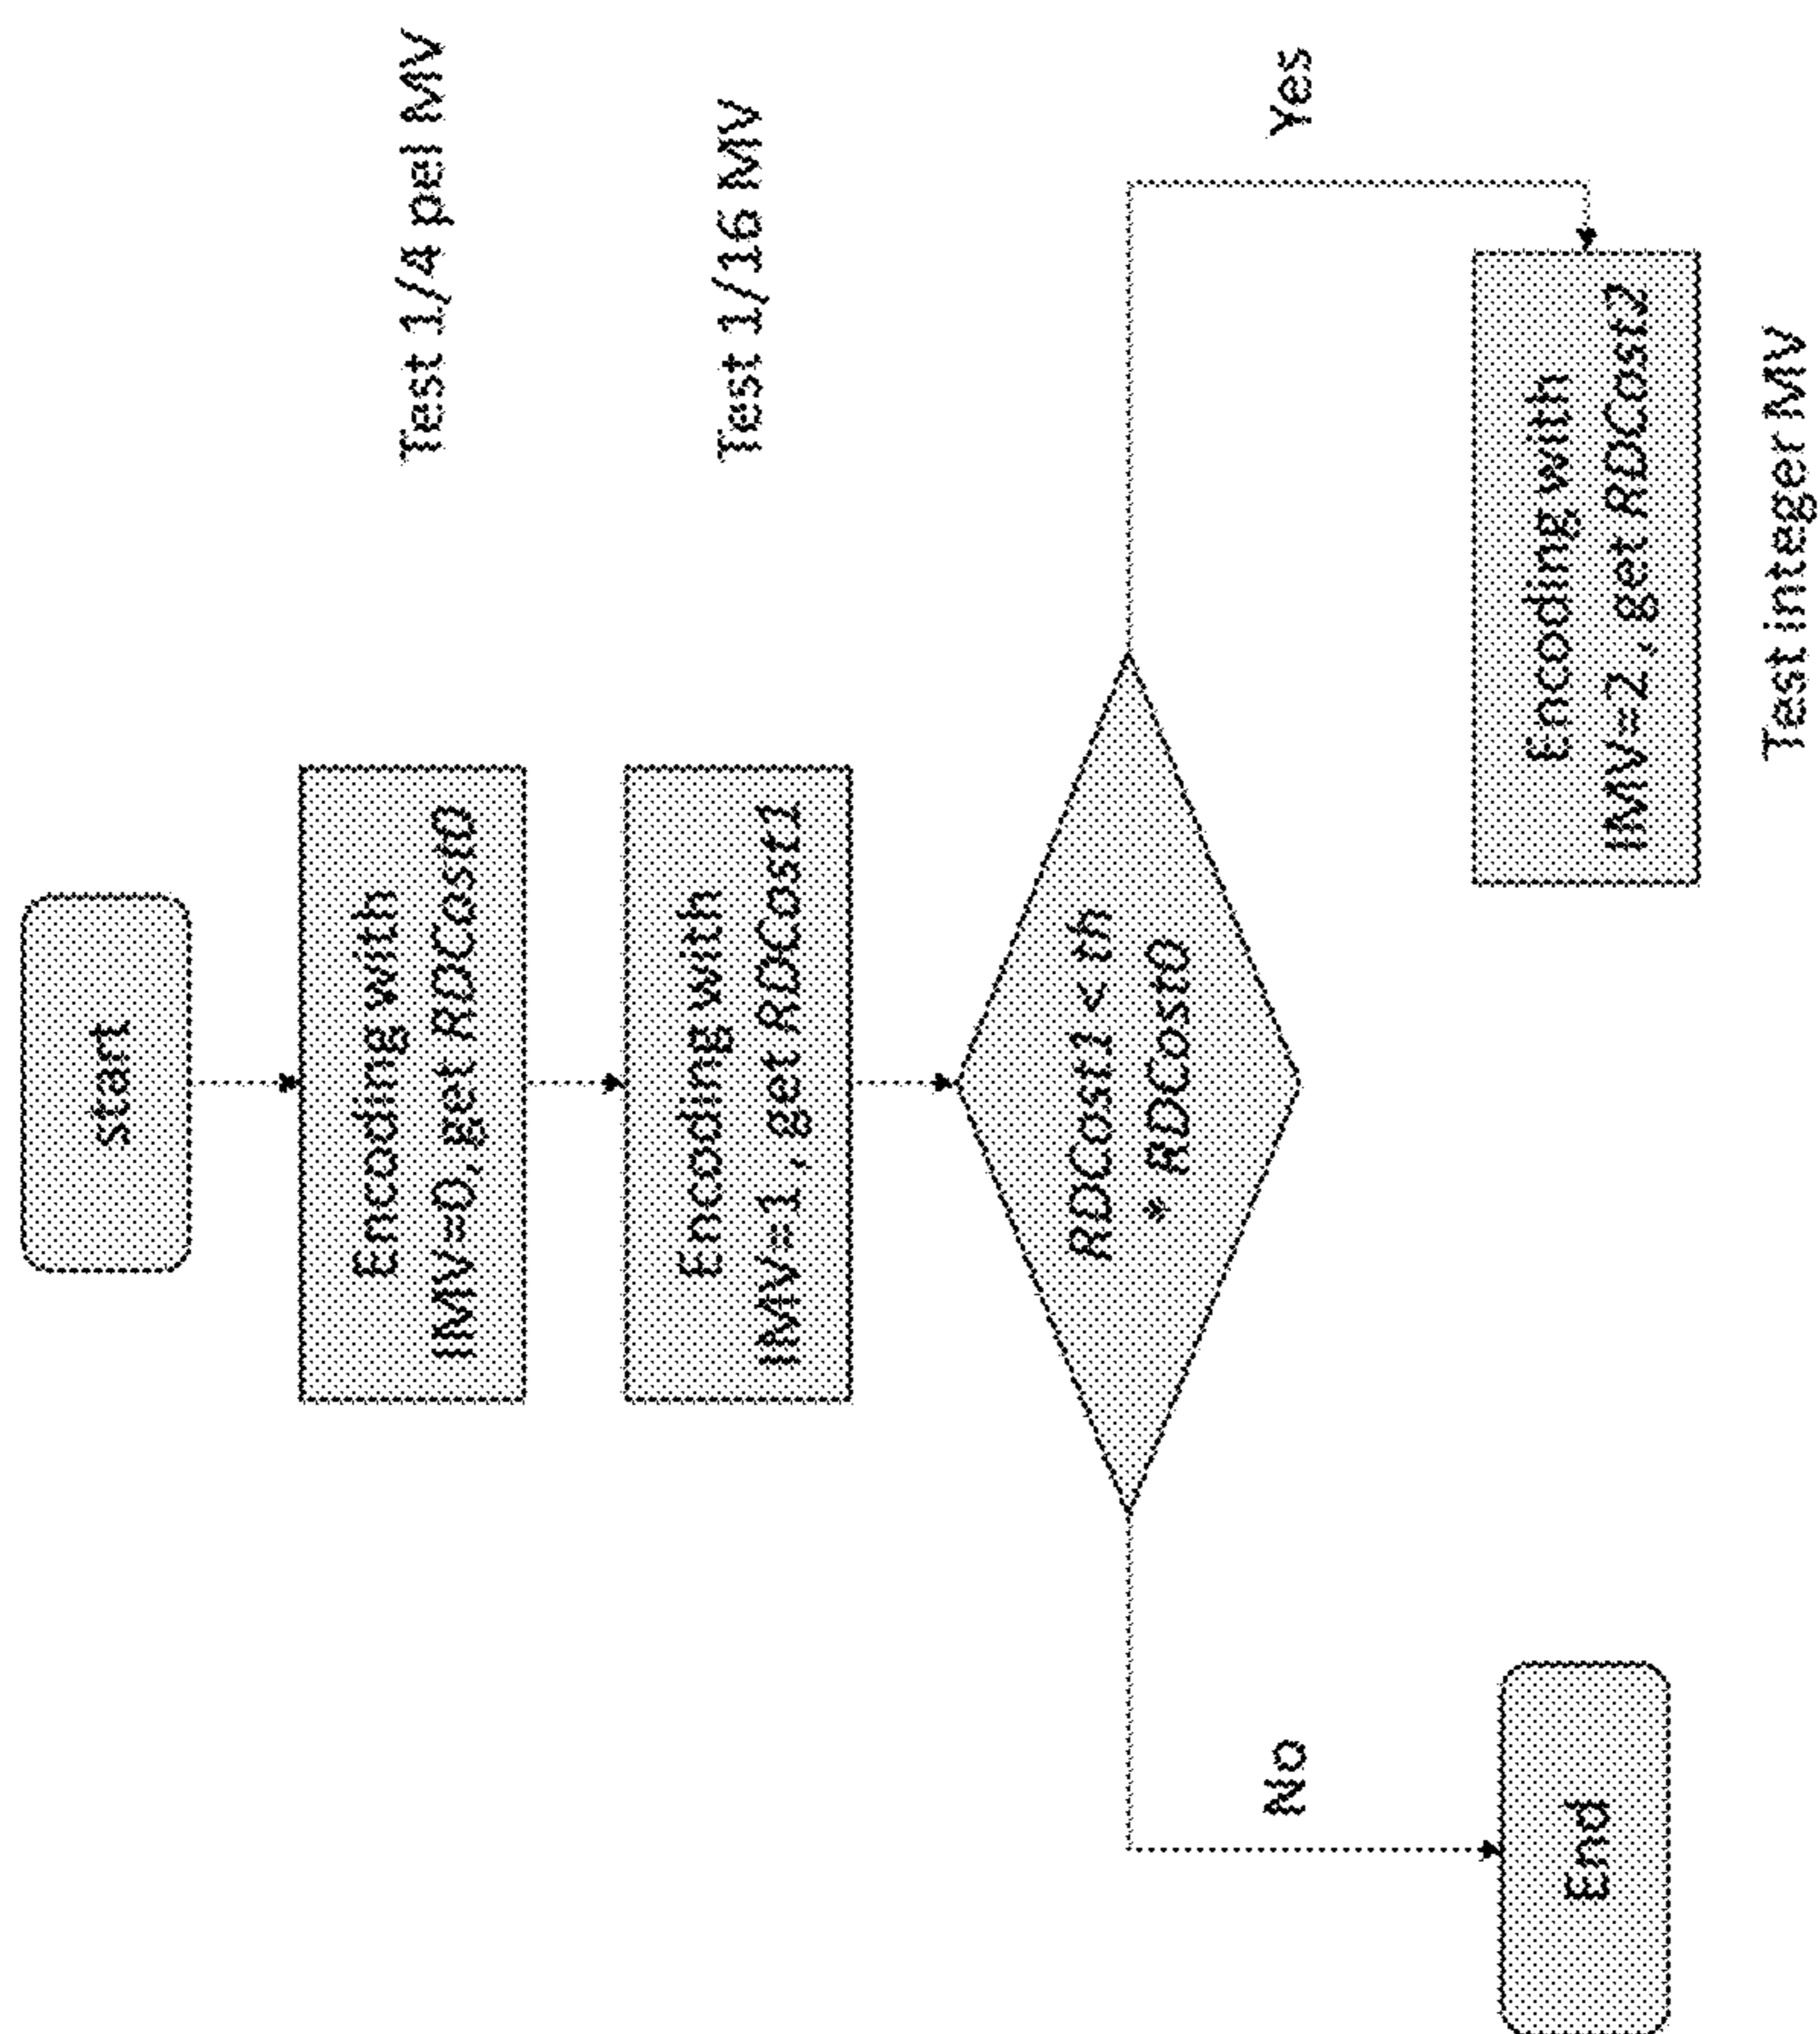 start
Encoding with
IMV=0, get RDCost0
Test 1/4 pel MV
Encoding with
IMV=1, get RDCost1
Test 1/16 MV
RDCost1 < th
* RDCost0
No
Yes
End
Encoding with
IMV=2, get RDCost2
Test integer MV